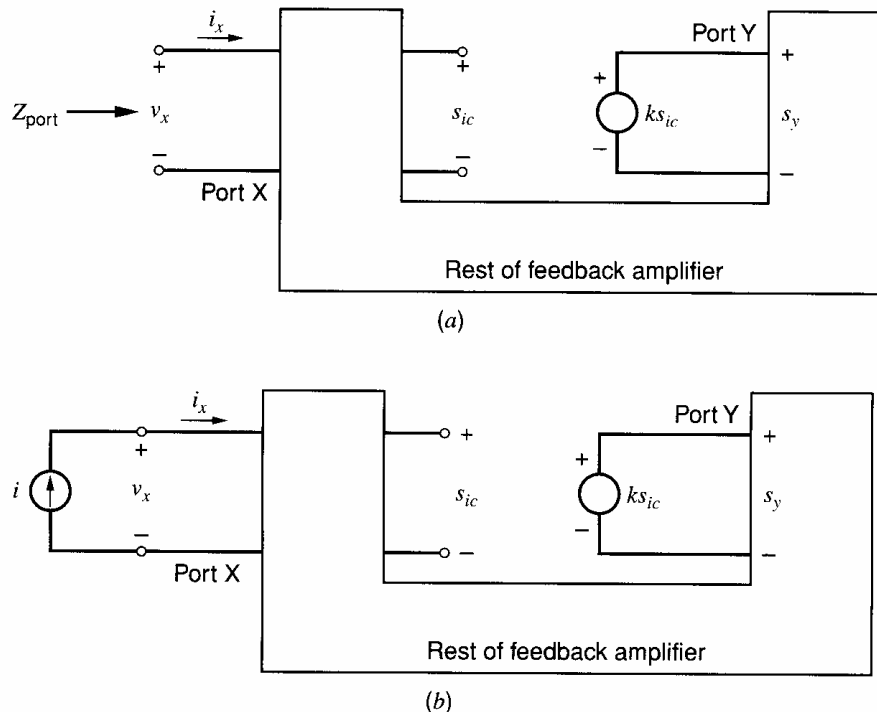 i_x
Port Y
+
+
+
+
Z_port
v_x
s_ic
ks_ic
s_y
−
−
−
−
Port X
Rest of feedback amplifier
(a)
i_x
Port Y
+
+
+
+
i
v_x
s_ic
ks_ic
s_y
−
−
−
−
Port X
Rest of feedback amplifier
(b)